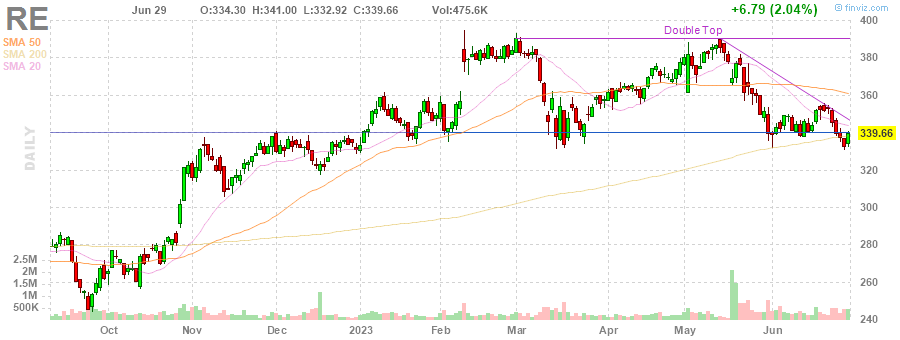 RE
Jun 29 O:334.30 H:341.00 L:332.92 C:339.66 Vol:475.6K +6.79 (2.04%)
© finviz.com
SMA 50
SMA 200
SMA 20
DAILY
Double Top
400
380
360
339.66
320
300
280
260
240
2.5M
2M
1.5M
1M
500K
Oct Nov Dec 2023 Feb Mar Apr May Jun